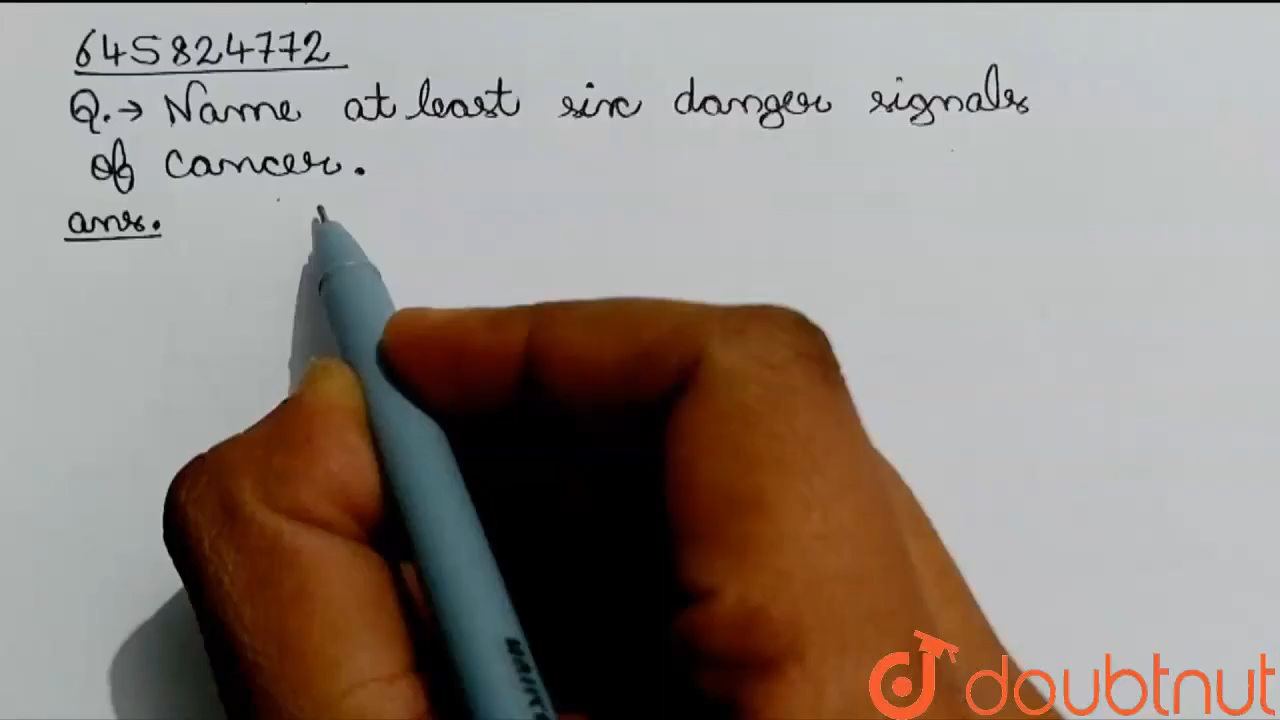 645824772
Q.→ Name at least six danger signals
of cancer.
ans.
doubtnut